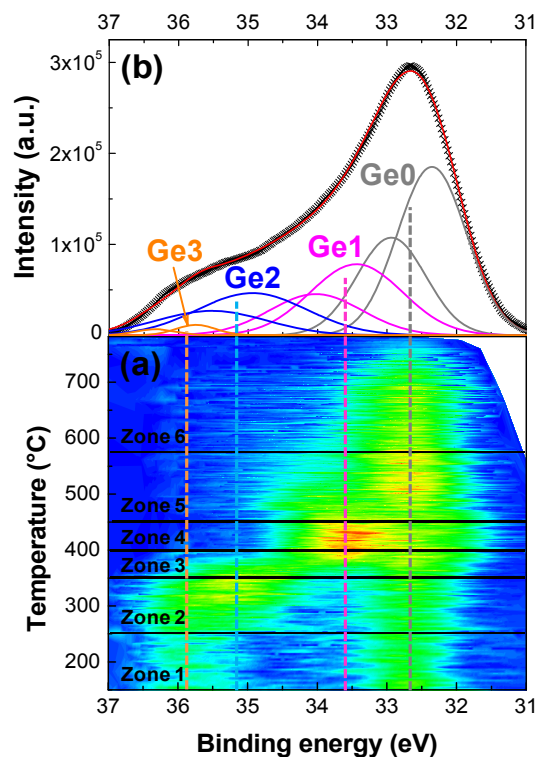 37 36 35 34 33 32 31
(b)
3x10⁵
2x10⁵
1x10⁵
0
Intensity (a.u.)
Ge0
Ge1
Ge2
Ge3
(a)
700
600
500
400
300
200
Temperature (°C)
Zone 6
Zone 5
Zone 4
Zone 3
Zone 2
Zone 1
37 36 35 34 33 32 31
Binding energy (eV)